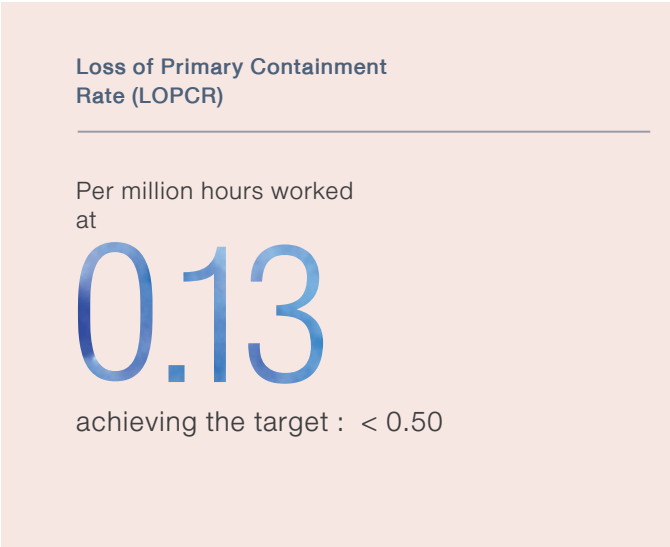 Loss of Primary Containment
Rate (LOPCR)
Per million hours worked
at
0.13
achieving the target : < 0.50